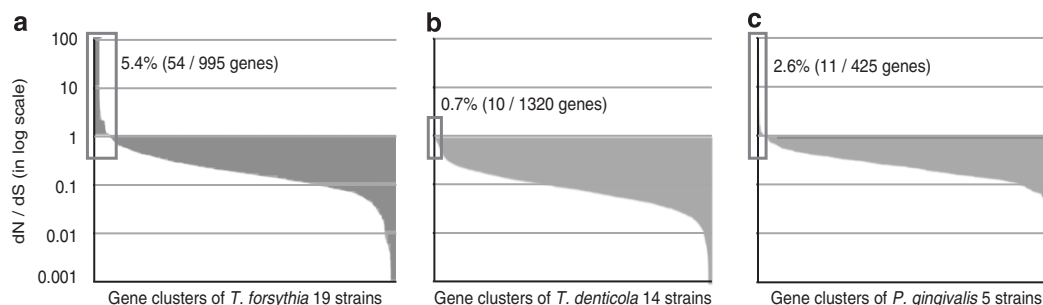 a
b
c
dN / dS (in log scale)
100
10
1
0.1
0.01
0.001
5.4% (54 / 995 genes)
0.7% (10 / 1320 genes)
2.6% (11 / 425 genes)
Gene clusters of T. forsythia 19 strains
Gene clusters of T. denticola 14 strains
Gene clusters of P. gingivalis 5 strains